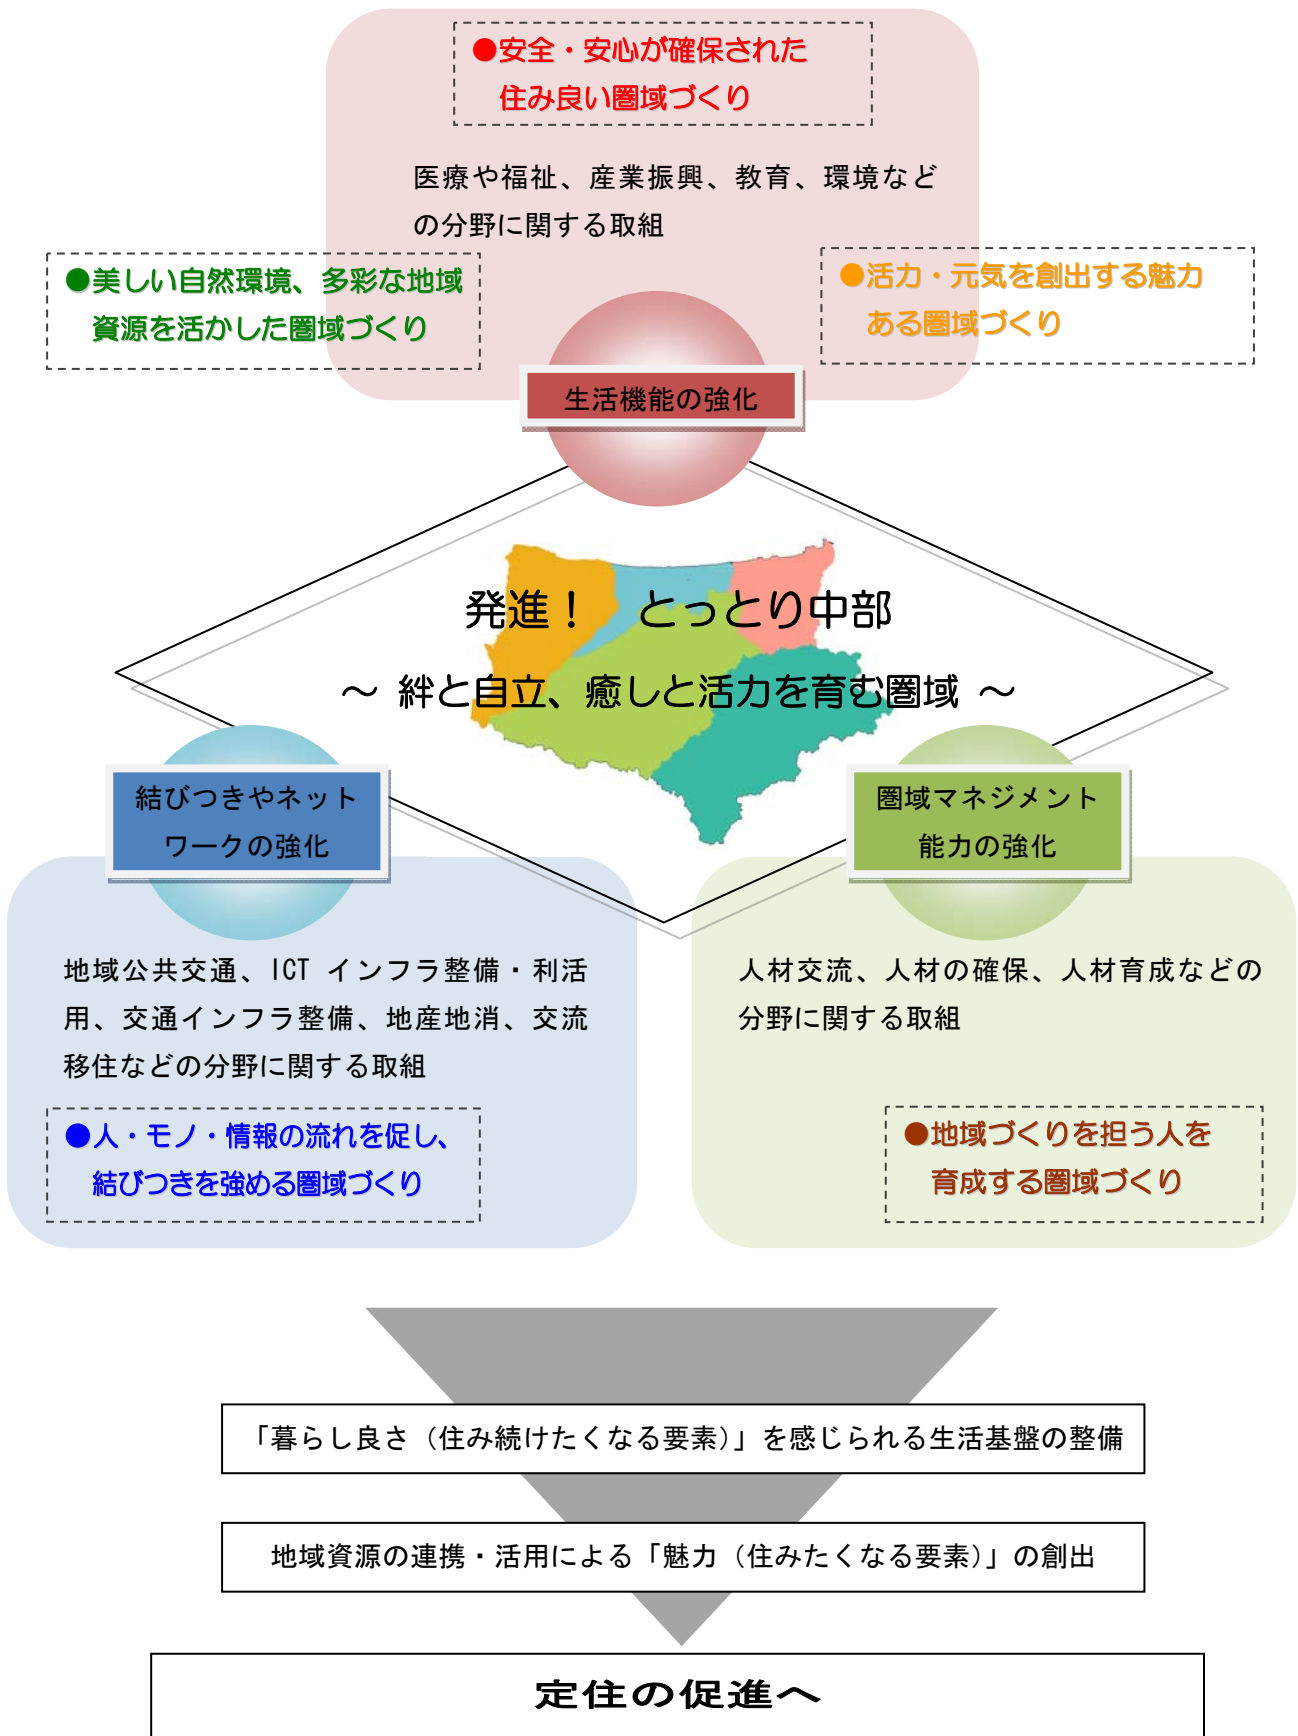 ●安全・安心が確保された
住み良い圏域づくり
医療や福祉、産業振興、教育、環境など
の分野に関する取組
●美しい自然環境、多彩な地域
資源を活かした圏域づくり
●活力・元気を創出する魅力
ある圏域づくり
生活機能の強化
発進！　とっとり中部
～ 絆と自立、癒しと活力を育む圏域 ～
結びつきやネット
ワークの強化
圏域マネジメント
能力の強化
地域公共交通、ICT インフラ整備・利活
用、交通インフラ整備、地産地消、交流
移住などの分野に関する取組
人材交流、人材の確保、人材育成などの
分野に関する取組
●人・モノ・情報の流れを促し、
結びつきを強める圏域づくり
●地域づくりを担う人を
育成する圏域づくり
「暮らし良さ（住み続けたくなる要素）」を感じられる生活基盤の整備
地域資源の連携・活用による「魅力（住みたくなる要素）」の創出
定住の促進へ